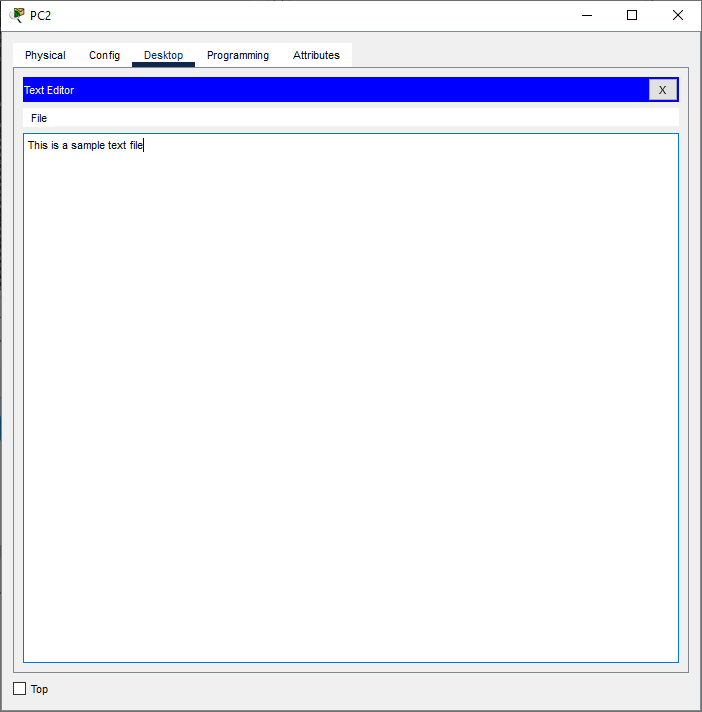 PC2
Physical Config Desktop Programming Attributes
Text Editor X
File
This is a sample text file
Top